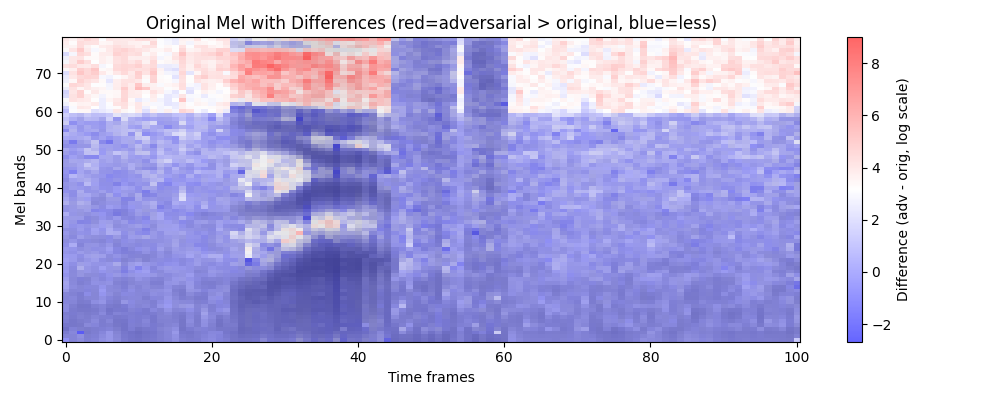 Original Mel with Differences (red=adversarial > original, blue=less)
70
60
50
40
30
20
10
0
Mel bands
0 20 40 60 80 100
Time frames
8
6
4
2
0
−2
Difference (adv - orig, log scale)